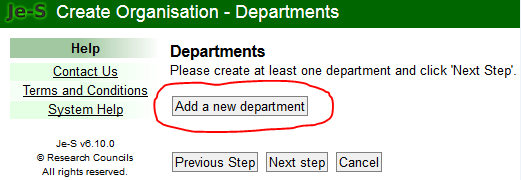 Je-S Create Organisation - Departments
Help
Contact Us
Terms and Conditions
System Help
Je-S v6.10.0
© Research Councils
All rights reserved.
Departments
Please create at least one department and click 'Next Step'.
Add a new department
Previous Step Next step Cancel